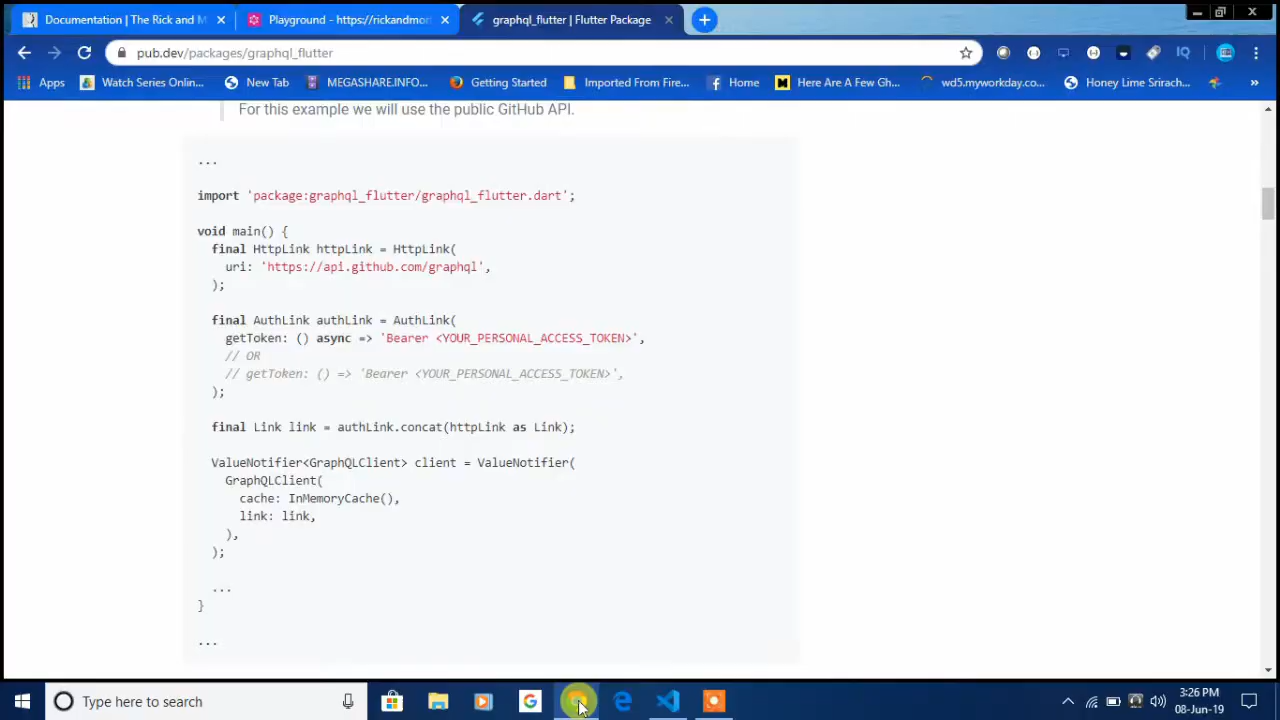 Documentation | The Rick and M
Playground - https://rickandmor
graphql_flutter | Flutter Package
pub.dev/packages/graphql_flutter
IQ
Apps
Watch Series Onlin...
New Tab
MEGASHARE.INFO...
Getting Started
Imported From Fire...
Home
Here Are A Few Gh...
wd5.myworkday.co...
Honey Lime Srirach...
»
For this example we will use the public GitHub API.
...
import 'package:graphql_flutter/graphql_flutter.dart';
void main() {
final HttpLink httpLink = HttpLink(
uri: 'https://api.github.com/graphql',
);
final AuthLink authLink = AuthLink(
getToken: () async => 'Bearer <YOUR_PERSONAL_ACCESS_TOKEN>',
// OR
// getToken: () => 'Bearer <YOUR_PERSONAL_ACCESS_TOKEN>',
);
final Link link = authLink.concat(httpLink as Link);
ValueNotifier<GraphQLClient> client = ValueNotifier(
GraphQLClient(
cache: InMemoryCache(),
link: link,
),
);
...
}
...
Type here to search
3:26 PM
08-Jun-19